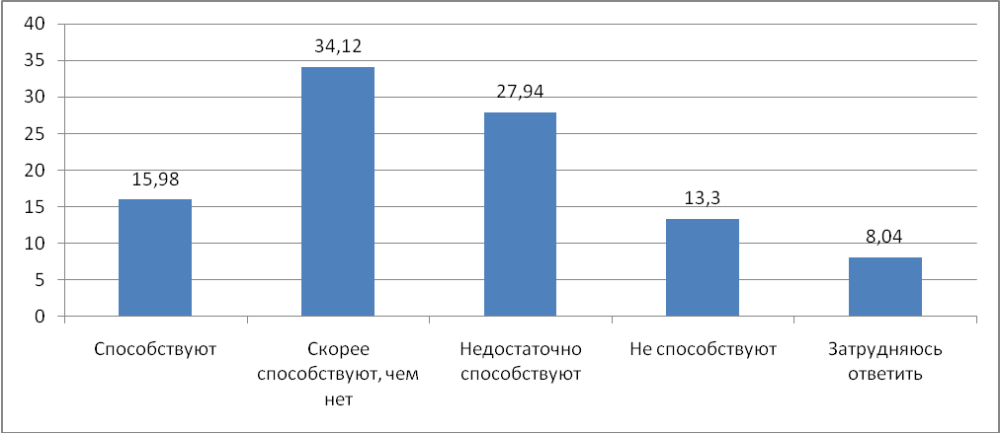 40
35
30
25
20
15
10
5
0
15,98
34,12
27,94
13,3
8,04
Способствуют
Скорее
способствуют, чем
нет
Недостаточно
способствуют
Не способствуют
Затрудняюсь
ответить